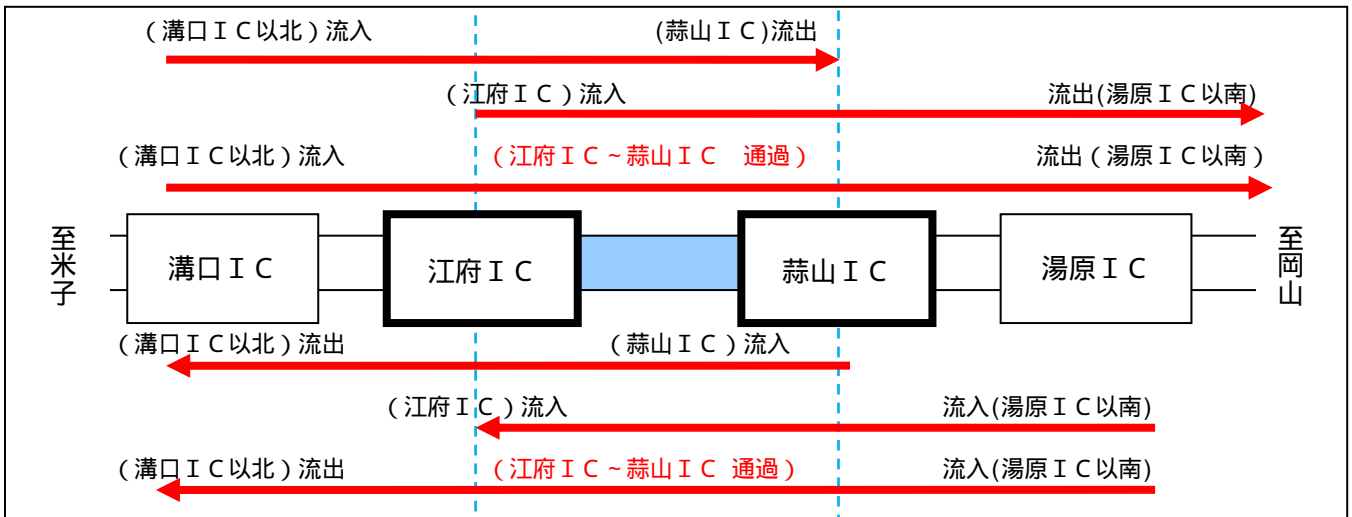 （溝口ＩＣ以北）流入 (蒜山ＩＣ)流出
（江府ＩＣ）流入 流出(湯原ＩＣ以南)
（溝口ＩＣ以北）流入 （江府ＩＣ~蒜山ＩＣ 通過） 流出（湯原ＩＣ以南）
至米子 溝口ＩＣ 江府ＩＣ 蒜山ＩＣ 湯原ＩＣ 至岡山
（溝口ＩＣ以北）流出 （蒜山ＩＣ）流入
（江府ＩＣ）流入 流入(湯原ＩＣ以南)
（溝口ＩＣ以北）流出 （江府ＩＣ~蒜山ＩＣ 通過） 流入(湯原ＩＣ以南)